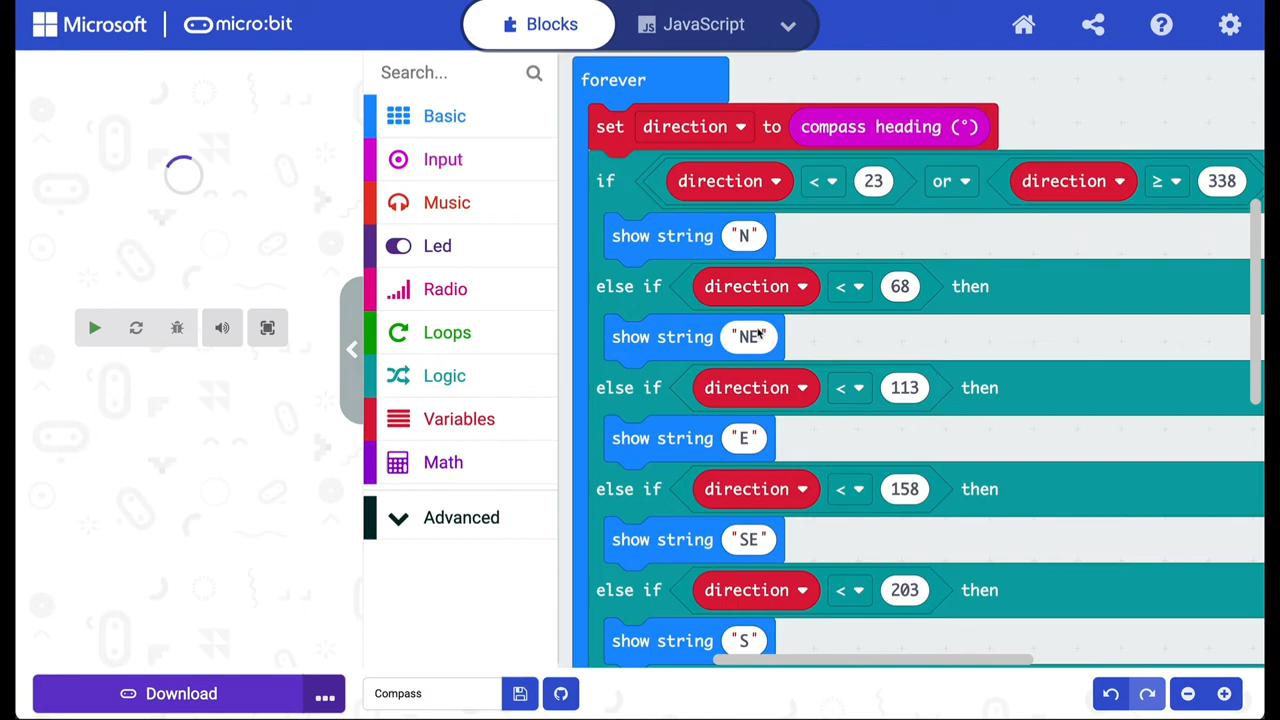 Microsoft micro:bit Blocks JavaScript
Search...
Basic
Input
Music
Led
Radio
Loops
Logic
Variables
Math
Advanced
forever
set direction to compass heading (°)
if direction < 23 or direction ≥ 338
show string "N"
else if direction < 68 then
show string "NE"
else if direction < 113 then
show string "E"
else if direction < 158 then
show string "SE"
else if direction < 203 then
show string "S"
Download ... Compass